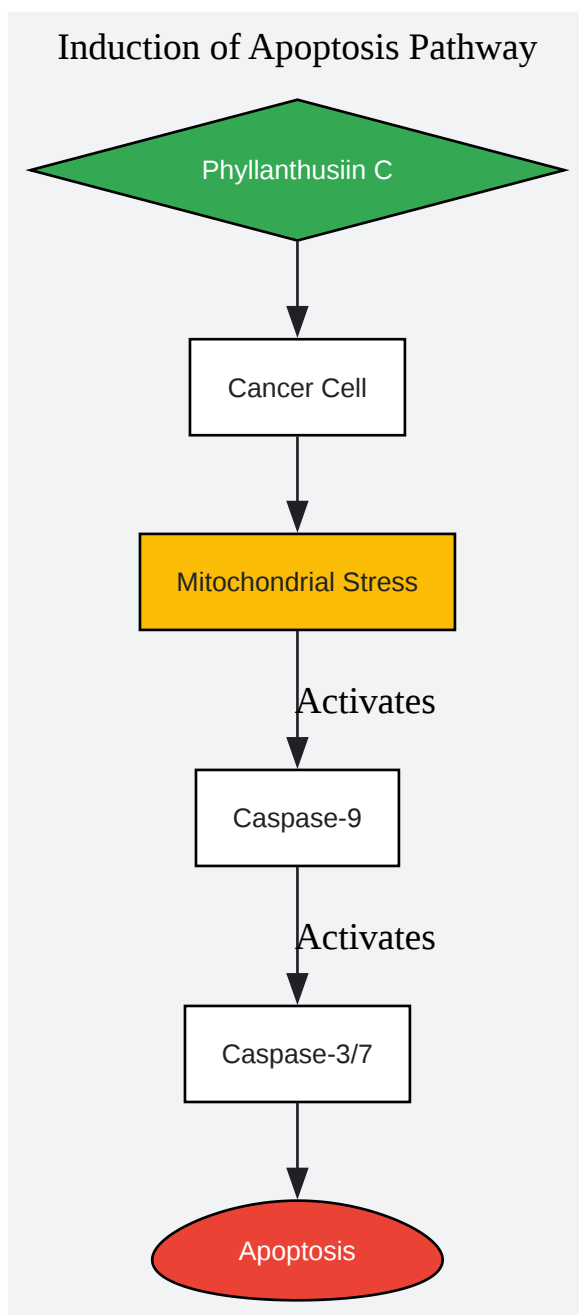 Induction of Apoptosis Pathway
Phyllanthusiin C
Cancer Cell
Mitochondrial Stress
Activates
Caspase-9
Activates
Caspase-3/7
Apoptosis